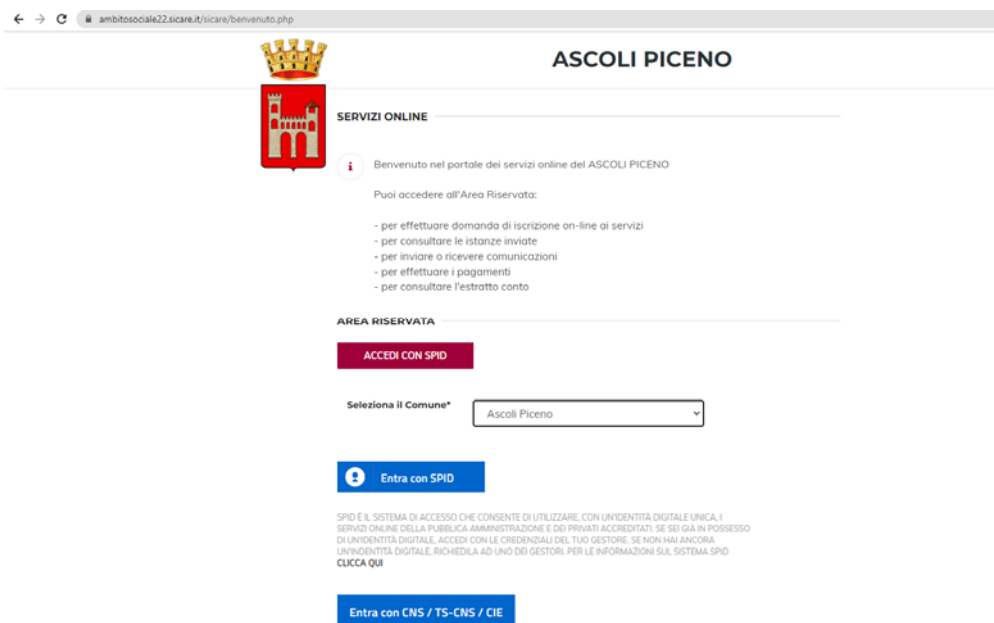 ambitosociale22.sicare.it/sicare/benvenuto.php
ASCOLI PICENO
SERVIZI ONLINE
Benvenuto nel portale dei servizi online del ASCOLI PICENO
Puoi accedere all'Area Riservata:
- per effettuare domanda di iscrizione on-line ai servizi
- per consultare le istanze inviate
- per inviare o ricevere comunicazioni
- per effettuare i pagamenti
- per consultare l'estratto conto
AREA RISERVATA
ACCEDI CON SPID
Seleziona il Comune*
Ascoli Piceno
Entra con SPID
SPID È IL SISTEMA DI ACCESSO CHE CONSENTE DI UTILIZZARE, CON UN'IDENTITÀ DIGITALE UNICA, I
SERVIZI ONLINE DELLA PUBBLICA AMMINISTRAZIONE E DEI PRIVATI ACCREDITATI. SE SEI GIÀ IN POSSESSO
DI UN'IDENTITÀ DIGITALE, ACCEDI CON LE CREDENZIALI DEL TUO GESTORE. SE NON HAI ANCORA
UN'INDENTITÀ DIGITALE, RICHIEDILA AD UNO DEI GESTORI. PER LE INFORMAZIONI SUL SISTEMA SPID
CLICCA QUI
Entra con CNS / TS-CNS / CIE